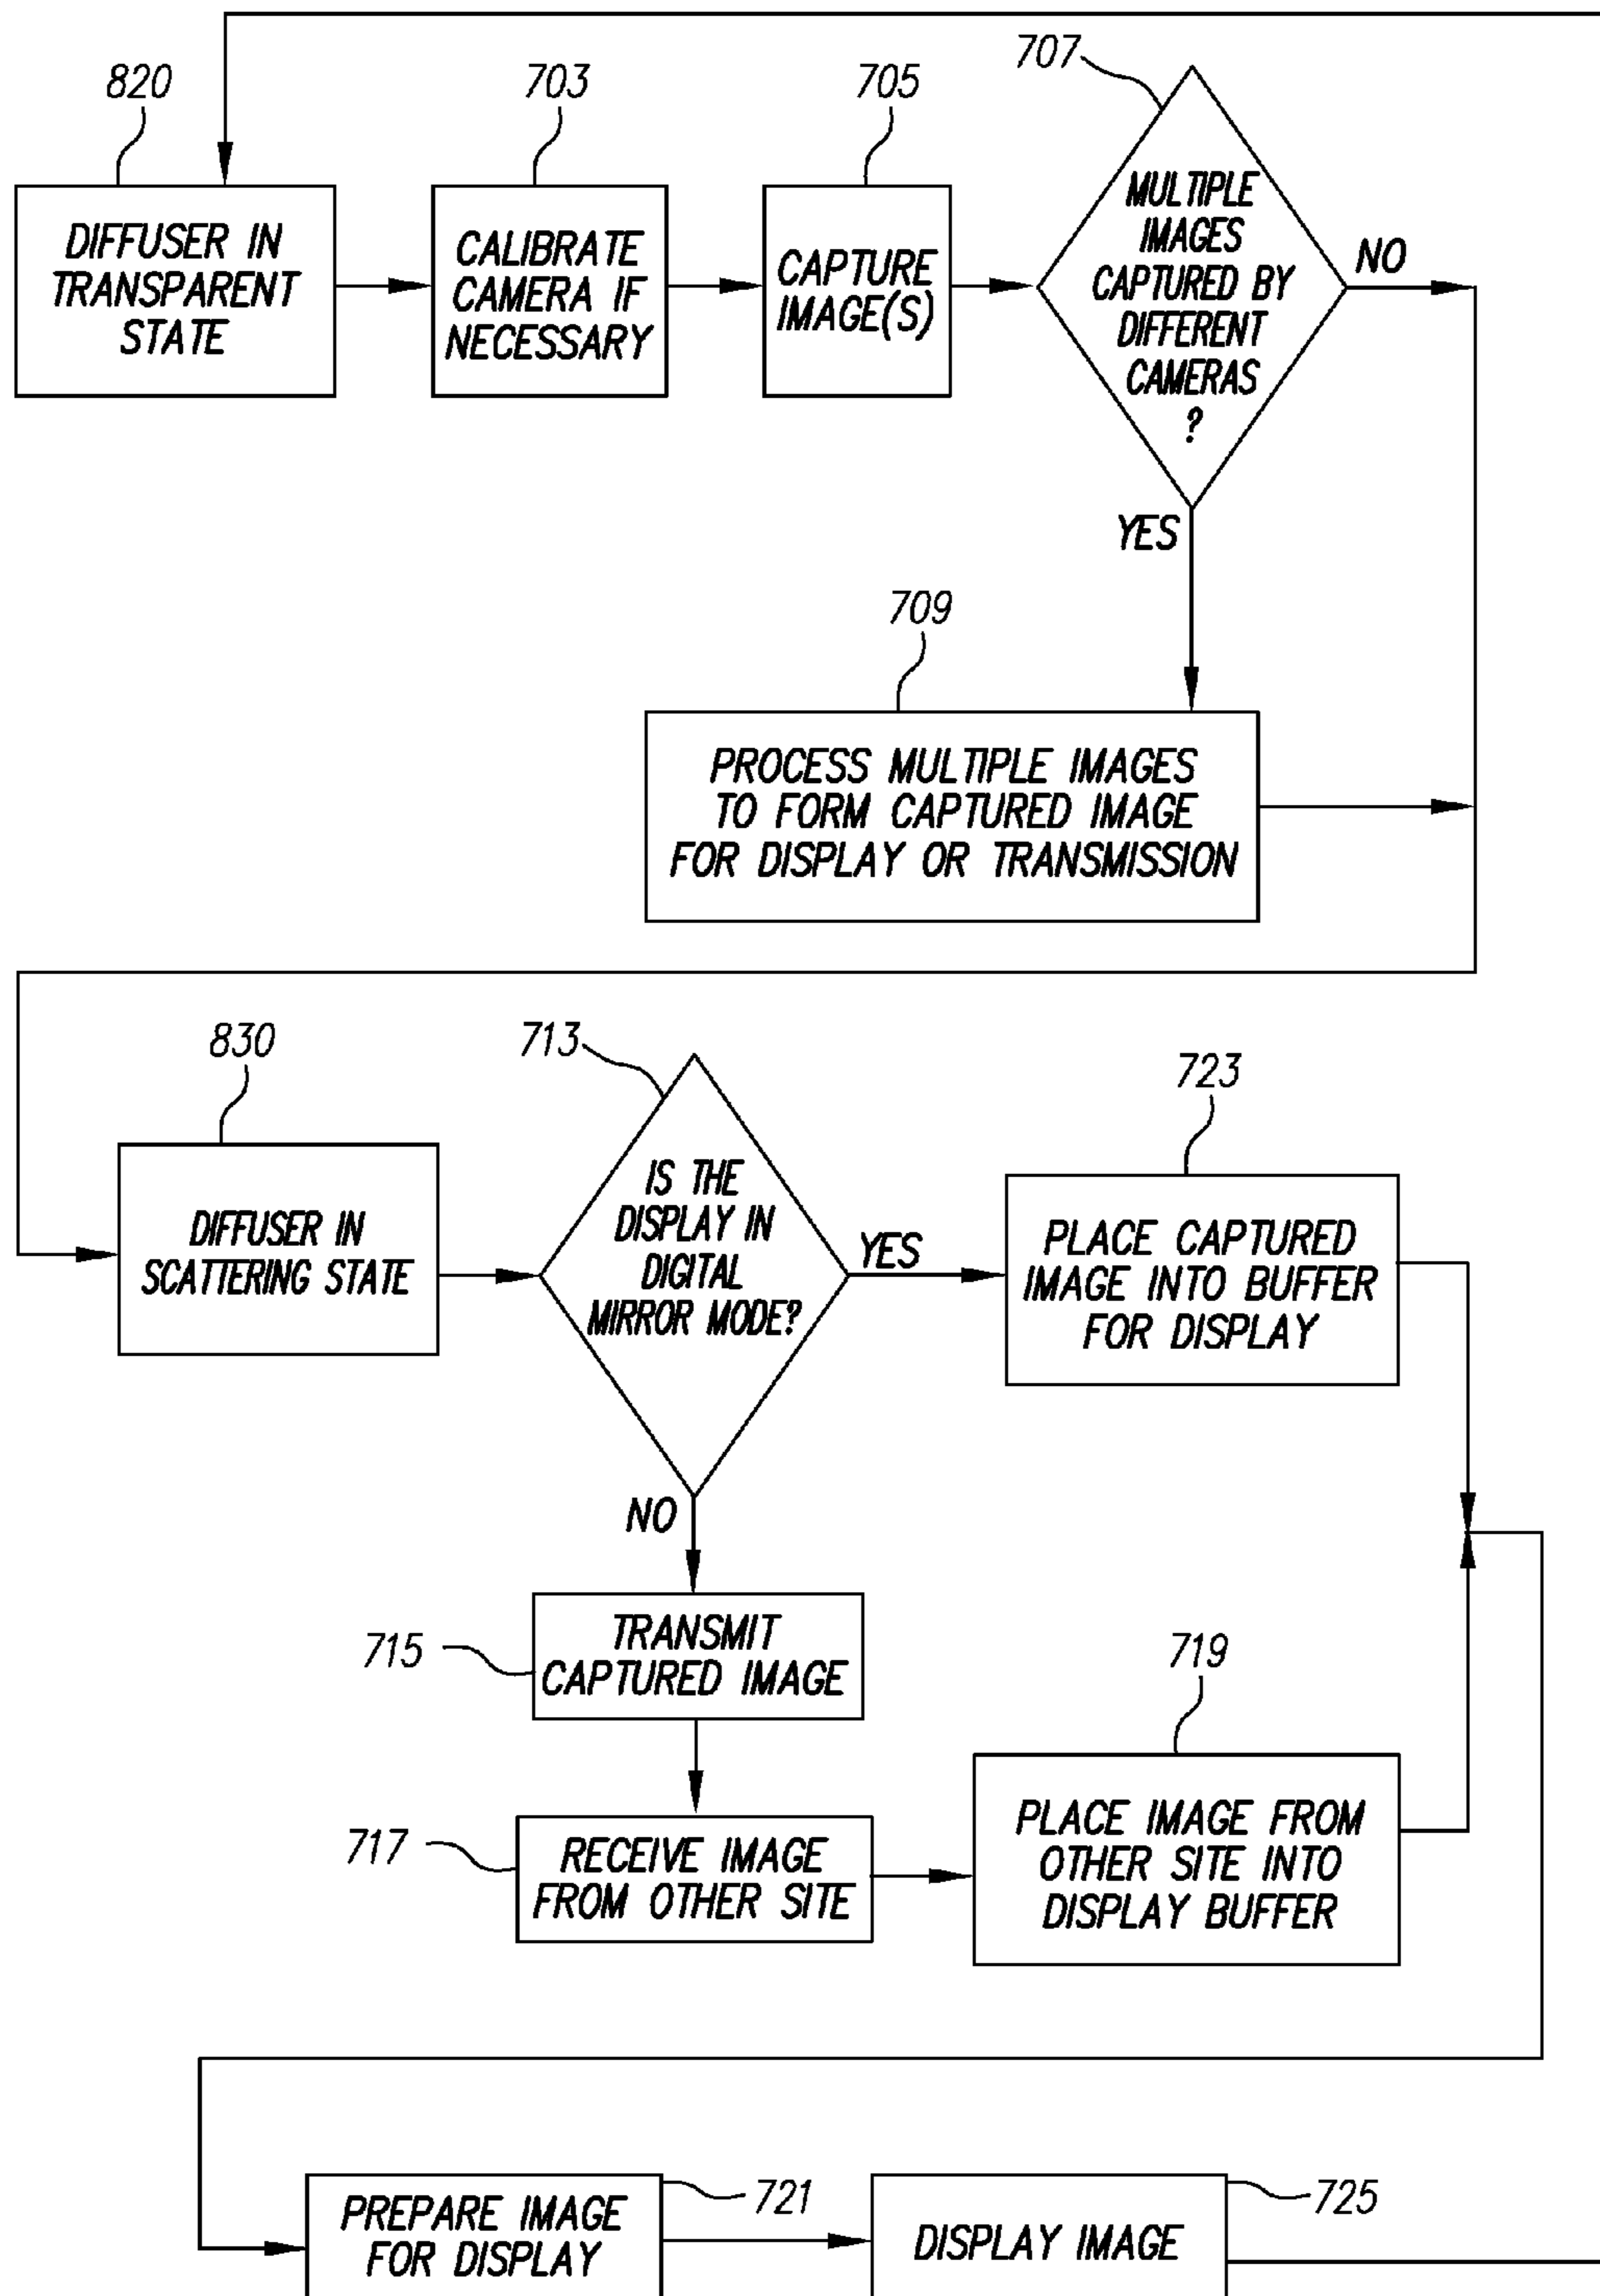 820
703
705
707
DIFFUSER IN
TRANSPARENT
STATE
CALIBRATE
CAMERA IF
NECESSARY
CAPTURE
IMAGE(S)
MULTIPLE
IMAGES
CAPTURED BY
DIFFERENT
CAMERAS
?
NO
YES
709
PROCESS MULTIPLE IMAGES
TO FORM CAPTURED IMAGE
FOR DISPLAY OR TRANSMISSION
830
713
723
DIFFUSER IN
SCATTERING STATE
IS THE
DISPLAY IN
DIGITAL
MIRROR MODE?
YES
PLACE CAPTURED
IMAGE INTO BUFFER
FOR DISPLAY
NO
715
TRANSMIT
CAPTURED IMAGE
719
717
RECEIVE IMAGE
FROM OTHER SITE
PLACE IMAGE FROM
OTHER SITE INTO
DISPLAY BUFFER
PREPARE IMAGE
FOR DISPLAY
721
DISPLAY IMAGE
725